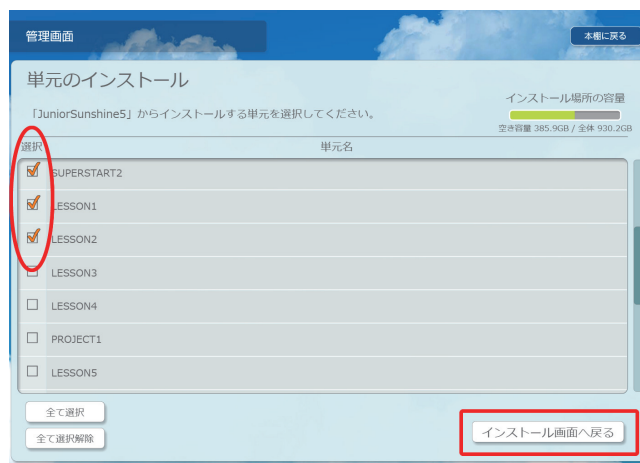 管理画面
本棚に戻る
単元のインストール
「JuniorSunshine5」からインストールする単元を選択してください。
インストール場所の容量
空き容量 385.9GB / 全体 930.2GB
選択 単元名
SUPERSTART2
LESSON1
LESSON2
LESSON3
LESSON4
PROJECT1
LESSON5
全て選択
全て選択解除
インストール画面へ戻る